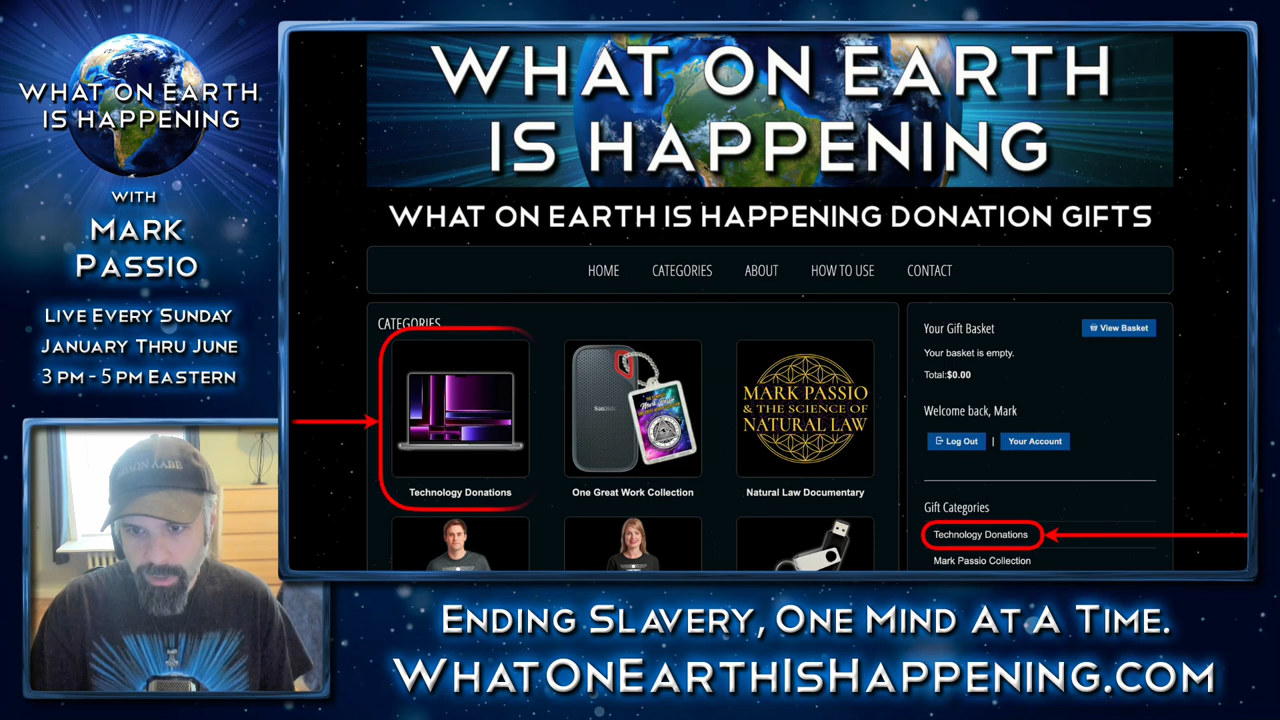 WHAT ON EARTH
IS HAPPENING
WITH
MARK
PASSIO
LIVE EVERY SUNDAY
JANUARY THRU JUNE
3 PM - 5 PM EASTERN
WHAT ON EARTH
IS HAPPENING
WHAT ON EARTH IS HAPPENING DONATION GIFTS
HOME
CATEGORIES
ABOUT
HOW TO USE
CONTACT
CATEGORIES
SanDisk
MARK PASSIO
& THE SCIENCE OF
NATURAL LAW
Technology Donations
One Great Work Collection
Natural Law Documentary
Your Gift Basket
View Basket
Your basket is empty.
Total:$0.00
Welcome back, Mark
Log Out | Your Account
Gift Categories
Technology Donations
Mark Passio Collection
ΜΟΛΩΝ ΛΑΒΕ
ENDING SLAVERY, ONE MIND AT A TIME.
WHATONEARTHISHAPPENING.COM